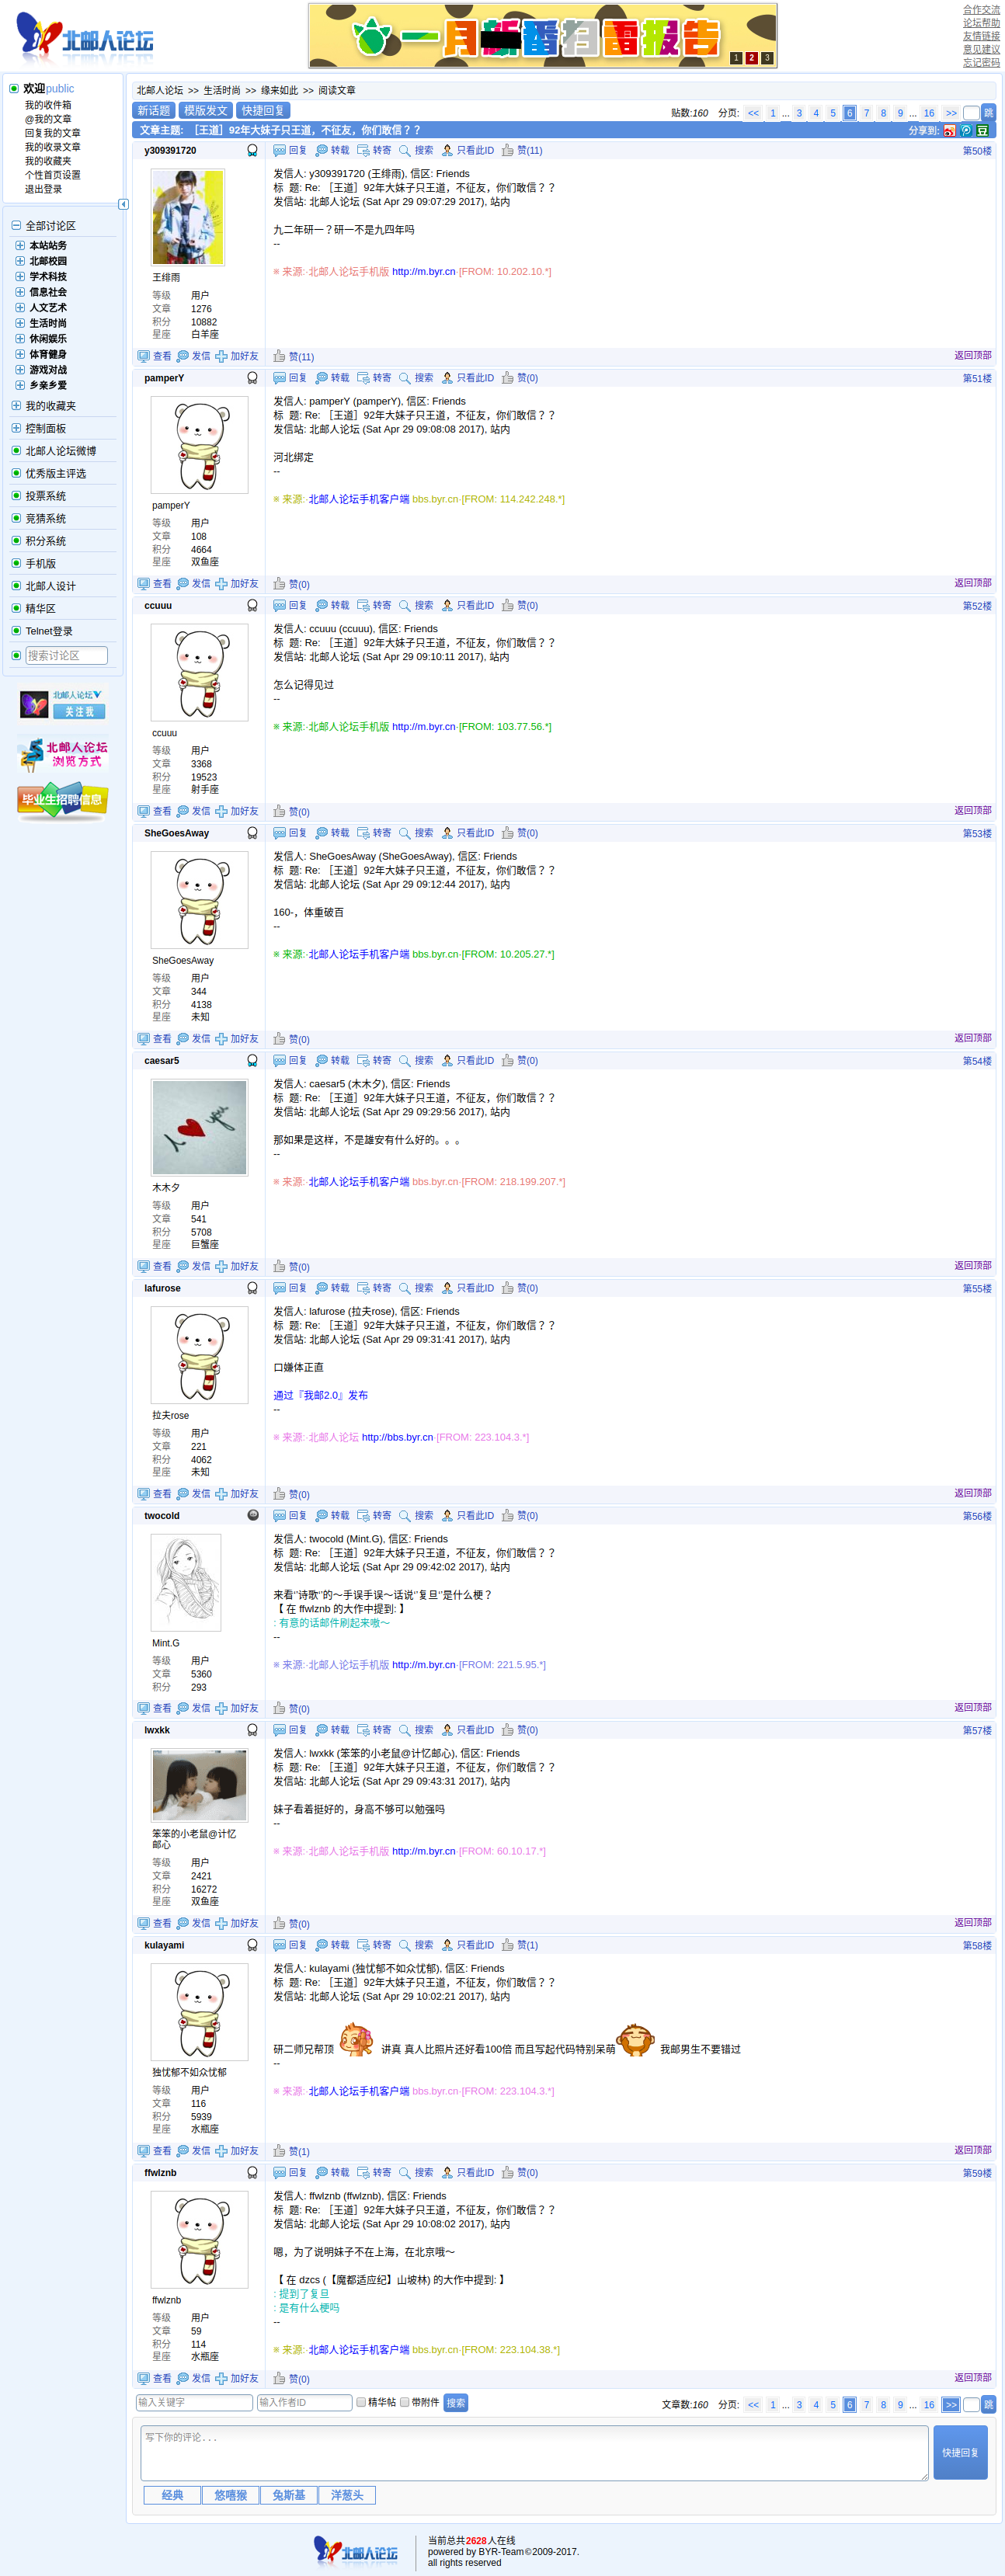 北邮人论坛
一月新番扫雷报告
1 2 3
合作交流
论坛帮助
友情链接
意见建议
忘记密码
欢迎public
我的收件箱
@我的文章
回复我的文章
我的收录文章
我的收藏夹
个性首页设置
退出登录
全部讨论区
本站站务
北邮校园
学术科技
信息社会
人文艺术
生活时尚
休闲娱乐
体育健身
游戏对战
乡亲乡爱
我的收藏夹
控制面板
北邮人论坛微博
优秀版主评选
投票系统
竞猜系统
积分系统
手机版
北邮人设计
精华区
Telnet登录
搜索讨论区
北邮人论坛
关注我
北邮人论坛
浏览方式
毕业生招聘信息
北邮人论坛 >> 生活时尚 >> 缘来如此 >> 阅读文章
新话题 模版发文 快捷回复
贴数:160 分页: << 1 ... 3 4 5 6 7 8 9 ... 16 >> 跳
文章主题: [王道] 92年大妹子只王道，不征友，你们敢信？？
分享到:
y309391720 回复 转载 转寄 搜索 只看此ID 赞(11) 第50楼
发信人: y309391720 (王绯雨), 信区: Friends
标 题: Re: [王道] 92年大妹子只王道，不征友，你们敢信？？
发信站: 北邮人论坛 (Sat Apr 29 09:07:29 2017), 站内
九二年研一？研一不是九四年吗
--
※ 来源:·北邮人论坛手机版 http://m.byr.cn·[FROM: 10.202.10.*]
王绯雨
等级 用户
文章 1276
积分 10882
星座 白羊座
查看 发信 加好友 赞(11) 返回顶部
pamperY 回复 转载 转寄 搜索 只看此ID 赞(0) 第51楼
发信人: pamperY (pamperY), 信区: Friends
标 题: Re: [王道] 92年大妹子只王道，不征友，你们敢信？？
发信站: 北邮人论坛 (Sat Apr 29 09:08:08 2017), 站内
河北绑定
--
※ 来源:·北邮人论坛手机客户端 bbs.byr.cn·[FROM: 114.242.248.*]
pamperY
等级 用户
文章 108
积分 4664
星座 双鱼座
查看 发信 加好友 赞(0) 返回顶部
ccuuu 回复 转载 转寄 搜索 只看此ID 赞(0) 第52楼
发信人: ccuuu (ccuuu), 信区: Friends
标 题: Re: [王道] 92年大妹子只王道，不征友，你们敢信？？
发信站: 北邮人论坛 (Sat Apr 29 09:10:11 2017), 站内
怎么记得见过
--
※ 来源:·北邮人论坛手机版 http://m.byr.cn·[FROM: 103.77.56.*]
ccuuu
等级 用户
文章 3368
积分 19523
星座 射手座
查看 发信 加好友 赞(0) 返回顶部
SheGoesAway 回复 转载 转寄 搜索 只看此ID 赞(0) 第53楼
发信人: SheGoesAway (SheGoesAway), 信区: Friends
标 题: Re: [王道] 92年大妹子只王道，不征友，你们敢信？？
发信站: 北邮人论坛 (Sat Apr 29 09:12:44 2017), 站内
160-，体重破百
--
※ 来源:·北邮人论坛手机客户端 bbs.byr.cn·[FROM: 10.205.27.*]
SheGoesAway
等级 用户
文章 344
积分 4138
星座 未知
查看 发信 加好友 赞(0) 返回顶部
caesar5 回复 转载 转寄 搜索 只看此ID 赞(0) 第54楼
发信人: caesar5 (木木夕), 信区: Friends
标 题: Re: [王道] 92年大妹子只王道，不征友，你们敢信？？
发信站: 北邮人论坛 (Sat Apr 29 09:29:56 2017), 站内
那如果是这样，不是雄安有什么好的。。。
--
※ 来源:·北邮人论坛手机客户端 bbs.byr.cn·[FROM: 218.199.207.*]
木木夕
等级 用户
文章 541
积分 5708
星座 巨蟹座
查看 发信 加好友 赞(0) 返回顶部
lafurose 回复 转载 转寄 搜索 只看此ID 赞(0) 第55楼
发信人: lafurose (拉夫rose), 信区: Friends
标 题: Re: [王道] 92年大妹子只王道，不征友，你们敢信？？
发信站: 北邮人论坛 (Sat Apr 29 09:31:41 2017), 站内
口嫌体正直
通过『我邮2.0』发布
--
※ 来源:·北邮人论坛 http://bbs.byr.cn·[FROM: 223.104.3.*]
拉夫rose
等级 用户
文章 221
积分 4062
星座 未知
查看 发信 加好友 赞(0) 返回顶部
twocold 回复 转载 转寄 搜索 只看此ID 赞(0) 第56楼
发信人: twocold (Mint.G), 信区: Friends
标 题: Re: [王道] 92年大妹子只王道，不征友，你们敢信？？
发信站: 北邮人论坛 (Sat Apr 29 09:42:02 2017), 站内
来看“诗歌”的～手误手误～话说“复旦”是什么梗？
【 在 ffwlznb 的大作中提到: 】
: 有意的话邮件刷起来嗷～
--
※ 来源:·北邮人论坛手机版 http://m.byr.cn·[FROM: 221.5.95.*]
Mint.G
等级 用户
文章 5360
积分 293
查看 发信 加好友 赞(0) 返回顶部
lwxkk 回复 转载 转寄 搜索 只看此ID 赞(0) 第57楼
发信人: lwxkk (笨笨的小老鼠@计忆邮心), 信区: Friends
标 题: Re: [王道] 92年大妹子只王道，不征友，你们敢信？？
发信站: 北邮人论坛 (Sat Apr 29 09:43:31 2017), 站内
妹子看着挺好的，身高不够可以勉强吗
--
※ 来源:·北邮人论坛手机版 http://m.byr.cn·[FROM: 60.10.17.*]
笨笨的小老鼠@计忆
邮心
等级 用户
文章 2421
积分 16272
星座 双鱼座
查看 发信 加好友 赞(0) 返回顶部
kulayami 回复 转载 转寄 搜索 只看此ID 赞(1) 第58楼
发信人: kulayami (独忧郁不如众忧郁), 信区: Friends
标 题: Re: [王道] 92年大妹子只王道，不征友，你们敢信？？
发信站: 北邮人论坛 (Sat Apr 29 10:02:21 2017), 站内
研二师兄帮顶 讲真 真人比照片还好看100倍 而且写起代码特别呆萌 我邮男生不要错过
--
※ 来源:·北邮人论坛手机客户端 bbs.byr.cn·[FROM: 223.104.3.*]
独忧郁不如众忧郁
等级 用户
文章 116
积分 5939
星座 水瓶座
查看 发信 加好友 赞(1) 返回顶部
ffwlznb 回复 转载 转寄 搜索 只看此ID 赞(0) 第59楼
发信人: ffwlznb (ffwlznb), 信区: Friends
标 题: Re: [王道] 92年大妹子只王道，不征友，你们敢信？？
发信站: 北邮人论坛 (Sat Apr 29 10:08:02 2017), 站内
嗯，为了说明妹子不在上海，在北京哦～
【 在 dzcs (【魔都适应纪】山坡林) 的大作中提到: 】
: 提到了复旦
: 是有什么梗吗
--
※ 来源:·北邮人论坛手机客户端 bbs.byr.cn·[FROM: 223.104.38.*]
ffwlznb
等级 用户
文章 59
积分 114
星座 水瓶座
查看 发信 加好友 赞(0) 返回顶部
输入关键字 输入作者ID 精华帖 带附件 搜索
文章数:160 分页: << 1 ... 3 4 5 6 7 8 9 ... 16 >> 跳
写下你的评论...
快捷回复
经典 悠嘻猴 兔斯基 洋葱头
北邮人论坛
当前总共2628人在线
powered by BYR-Team©2009-2017.
all rights reserved